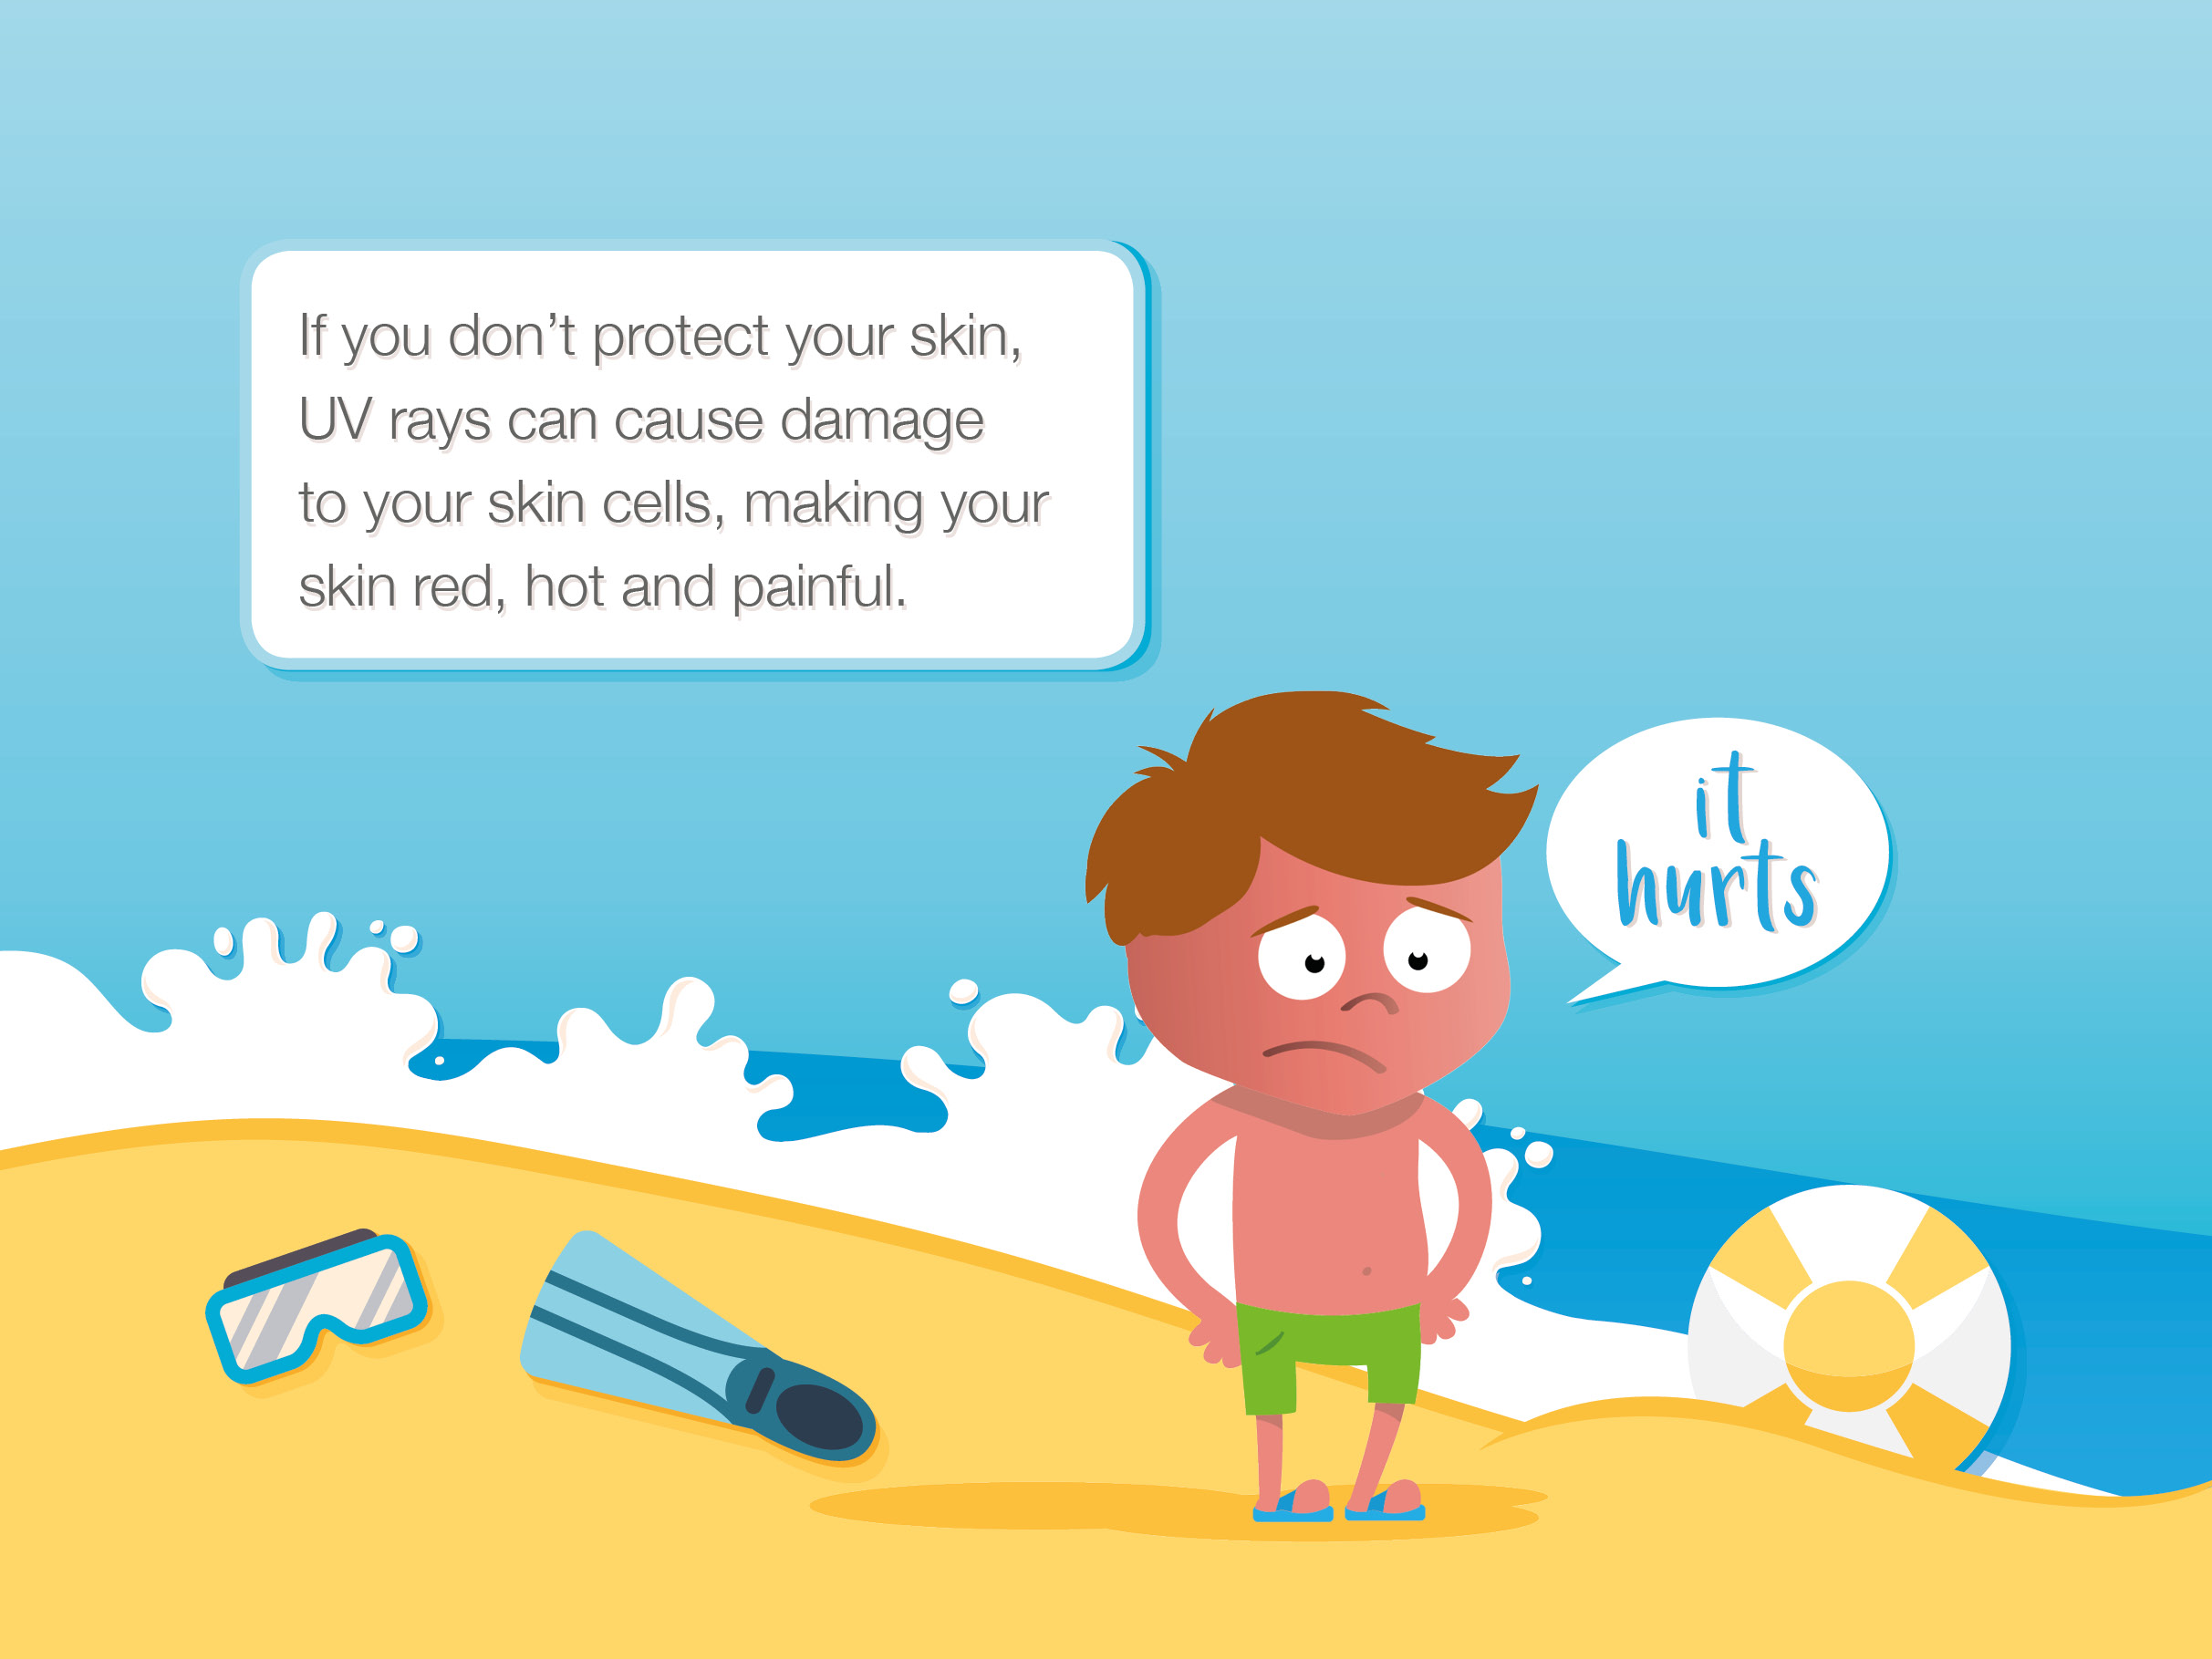 If you don’t protect your skin,
UV rays can cause damage
to your skin cells, making your
skin red, hot and painful.
it
hurts